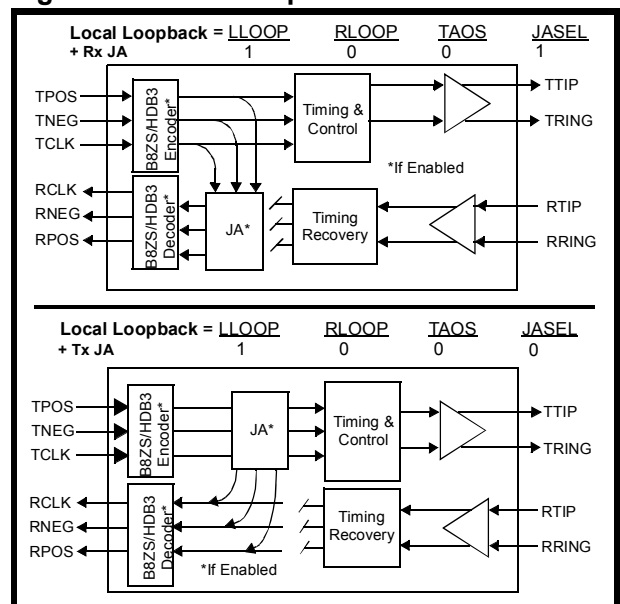 Local Loopback = LLOOP RLOOP TAOS JASEL
+ Rx JA 1 0 0 1
TPOS
TNEG
TCLK
B8ZS/HDB3
Encoder*
Timing &
Control
TTIP
TRING
*If Enabled
RCLK
RNEG
RPOS
B8ZS/HDB3
Decoder*
JA*
Timing
Recovery
RTIP
RRING
Local Loopback = LLOOP RLOOP TAOS JASEL
+ Tx JA 1 0 0 0
TPOS
TNEG
TCLK
B8ZS/HDB3
Encoder*
JA*
Timing &
Control
TTIP
TRING
RCLK
RNEG
RPOS
B8ZS/HDB3
Decoder*
*If Enabled
Timing
Recovery
RTIP
RRING